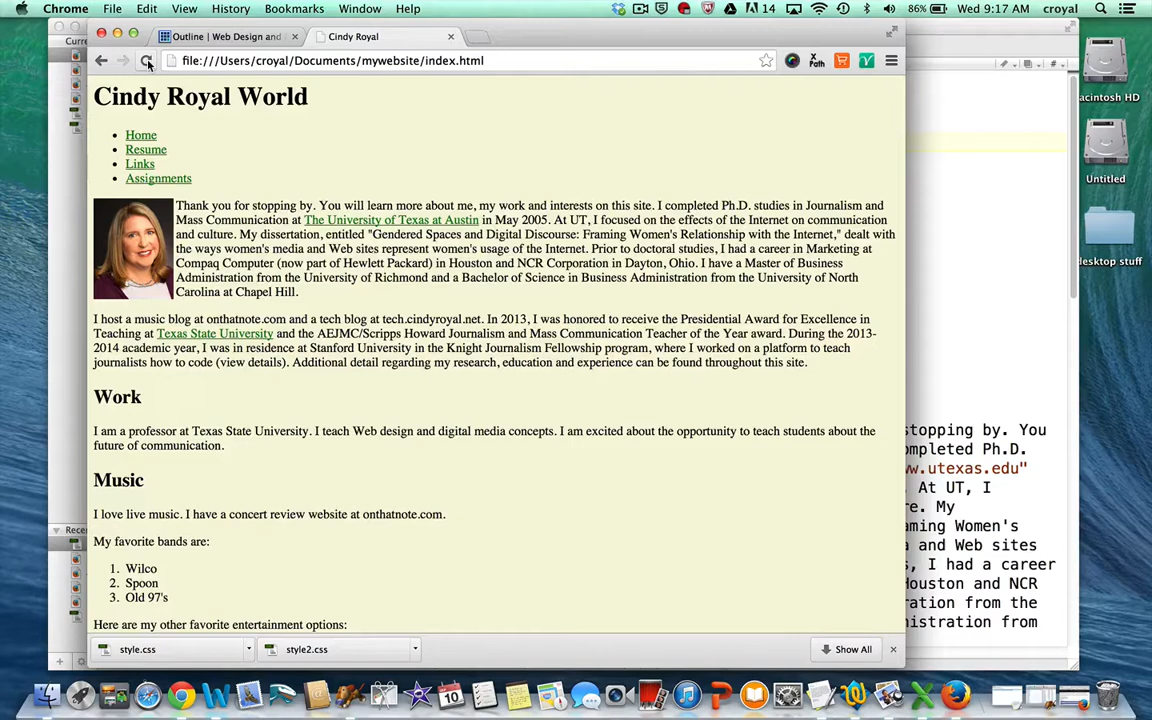 Chrome File Edit View History Bookmarks Window Help 14 86% Wed 9:17 AM croyal
Outline | Web Design and Cindy Royal
file:///Users/croyal/Documents/mywebsite/index.html
Path
Curre
acintosh HD
Untitled
desktop stuff
Cindy Royal World
• Home
• Resume
• Links
• Assignments
Thank you for stopping by. You will learn more about me, my work and interests on this site. I completed Ph.D. studies in Journalism and
Mass Communication at The University of Texas at Austin in May 2005. At UT, I focused on the effects of the Internet on communication
and culture. My dissertation, entitled "Gendered Spaces and Digital Discourse: Framing Women's Relationship with the Internet," dealt with
the ways women's media and Web sites represent women's usage of the Internet. Prior to doctoral studies, I had a career in Marketing at
Compaq Computer (now part of Hewlett Packard) in Houston and NCR Corporation in Dayton, Ohio. I have a Master of Business
Administration from the University of Richmond and a Bachelor of Science in Business Administration from the University of North
Carolina at Chapel Hill.
I host a music blog at onthatnote.com and a tech blog at tech.cindyroyal.net. In 2013, I was honored to receive the Presidential Award for Excellence in
Teaching at Texas State University and the AEJMC/Scripps Howard Journalism and Mass Communication Teacher of the Year award. During the 2013-
2014 academic year, I was in residence at Stanford University in the Knight Journalism Fellowship program, where I worked on a platform to teach
journalists how to code (view details). Additional detail regarding my research, education and experience can be found throughout this site.
Work
I am a professor at Texas State University. I teach Web design and digital media concepts. I am excited about the opportunity to teach students about the
future of communication.
Music
I love live music. I have a concert review website at onthatnote.com.
My favorite bands are:
1. Wilco
2. Spoon
3. Old 97's
Here are my other favorite entertainment options:
stopping by. You
ompleted Ph.D.
ww.utexas.edu"
. At UT, I
re. My
aming Women's
a and Web sites
s, I had a career
Houston and NCR
ration from the
nistration from
Recen
style.css style2.css Show All